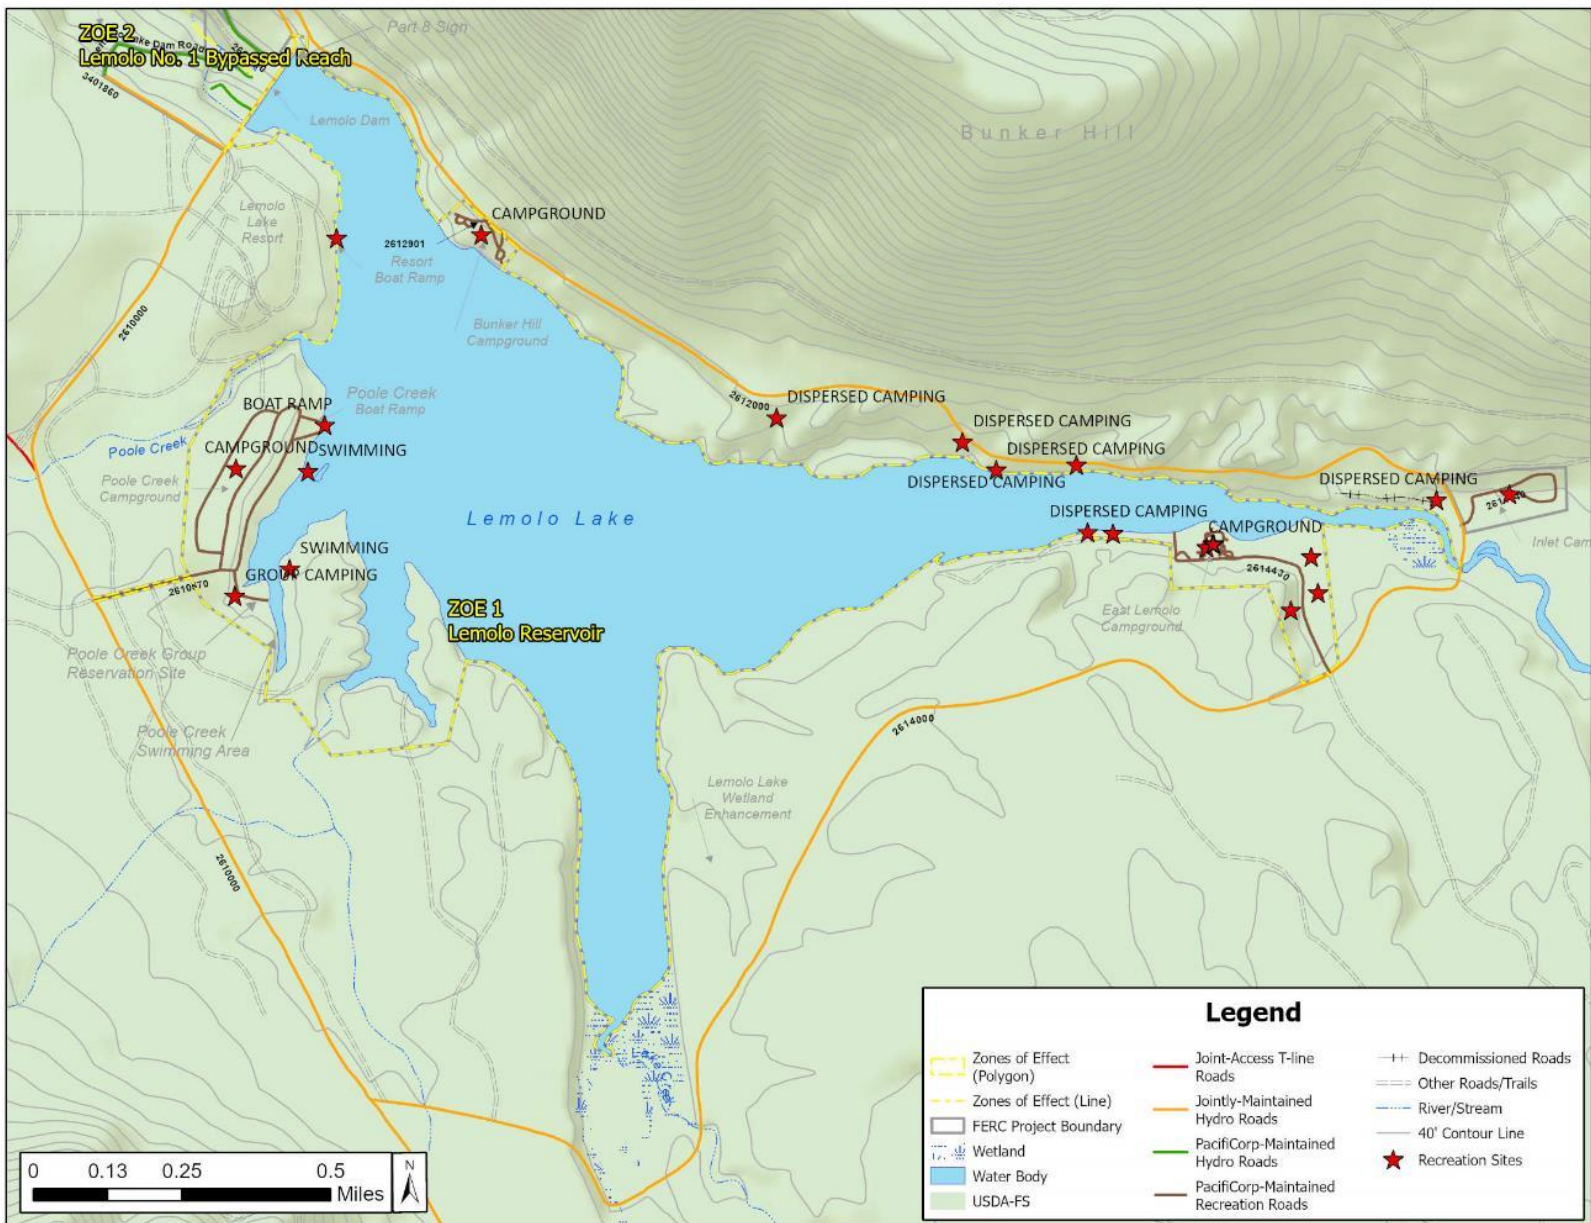 ZOE 2
Lemolo No. 1 Bypassed Reach
Lake Dam Road
3401860
Part 8 Sign
Lemolo Dam
Bunker Hill
Lemolo
Lake
Resort
CAMPGROUND
2612901
Resort
Boat Ramp
2610000
Bunker Hill
Campground
2612000
DISPERSED CAMPING
DISPERSED CAMPING
DISPERSED CAMPING
DISPERSED CAMPING
DISPERSED CAMPING
DISPERSED CAMPING
BOAT RAMP
Poole Creek
Boat Ramp
Poole Creek
CAMPGROUND
SWIMMING
Poole Creek
Campground
Lemolo Lake
CAMPGROUND
Inlet Cam
SWIMMING
GROUP CAMPING
2614430
East Lemolo
Campground
ZOE 1
Lemolo Reservoir
Poole Creek Group
Reservation Site
Poole Creek
Swimming Area
2614000
Lemolo Lake
Wetland
Enhancement
2610000
Lake Creek
Legend
Zones of Effect
(Polygon)
Zones of Effect (Line)
FERC Project Boundary
Wetland
Water Body
USDA-FS
Joint-Access T-line
Roads
Jointly-Maintained
Hydro Roads
PacifiCorp-Maintained
Hydro Roads
PacifiCorp-Maintained
Recreation Roads
Decommissioned Roads
Other Roads/Trails
River/Stream
40' Contour Line
Recreation Sites
0 0.13 0.25 0.5
Miles
N